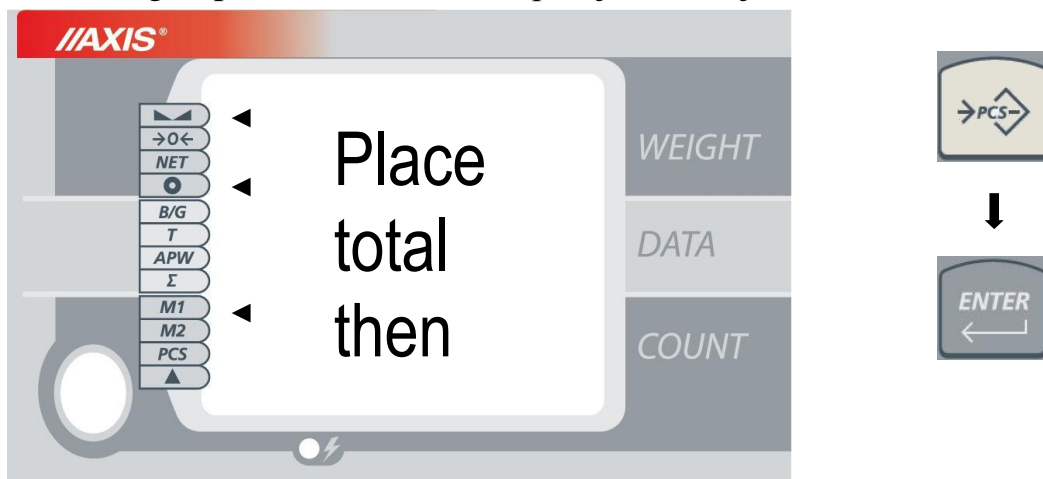 //AXIS®
→0←
NET
B/G
T
APW
Σ
M1
M2
PCS
Place
total
then
WEIGHT
DATA
COUNT
→PCS
ENTER